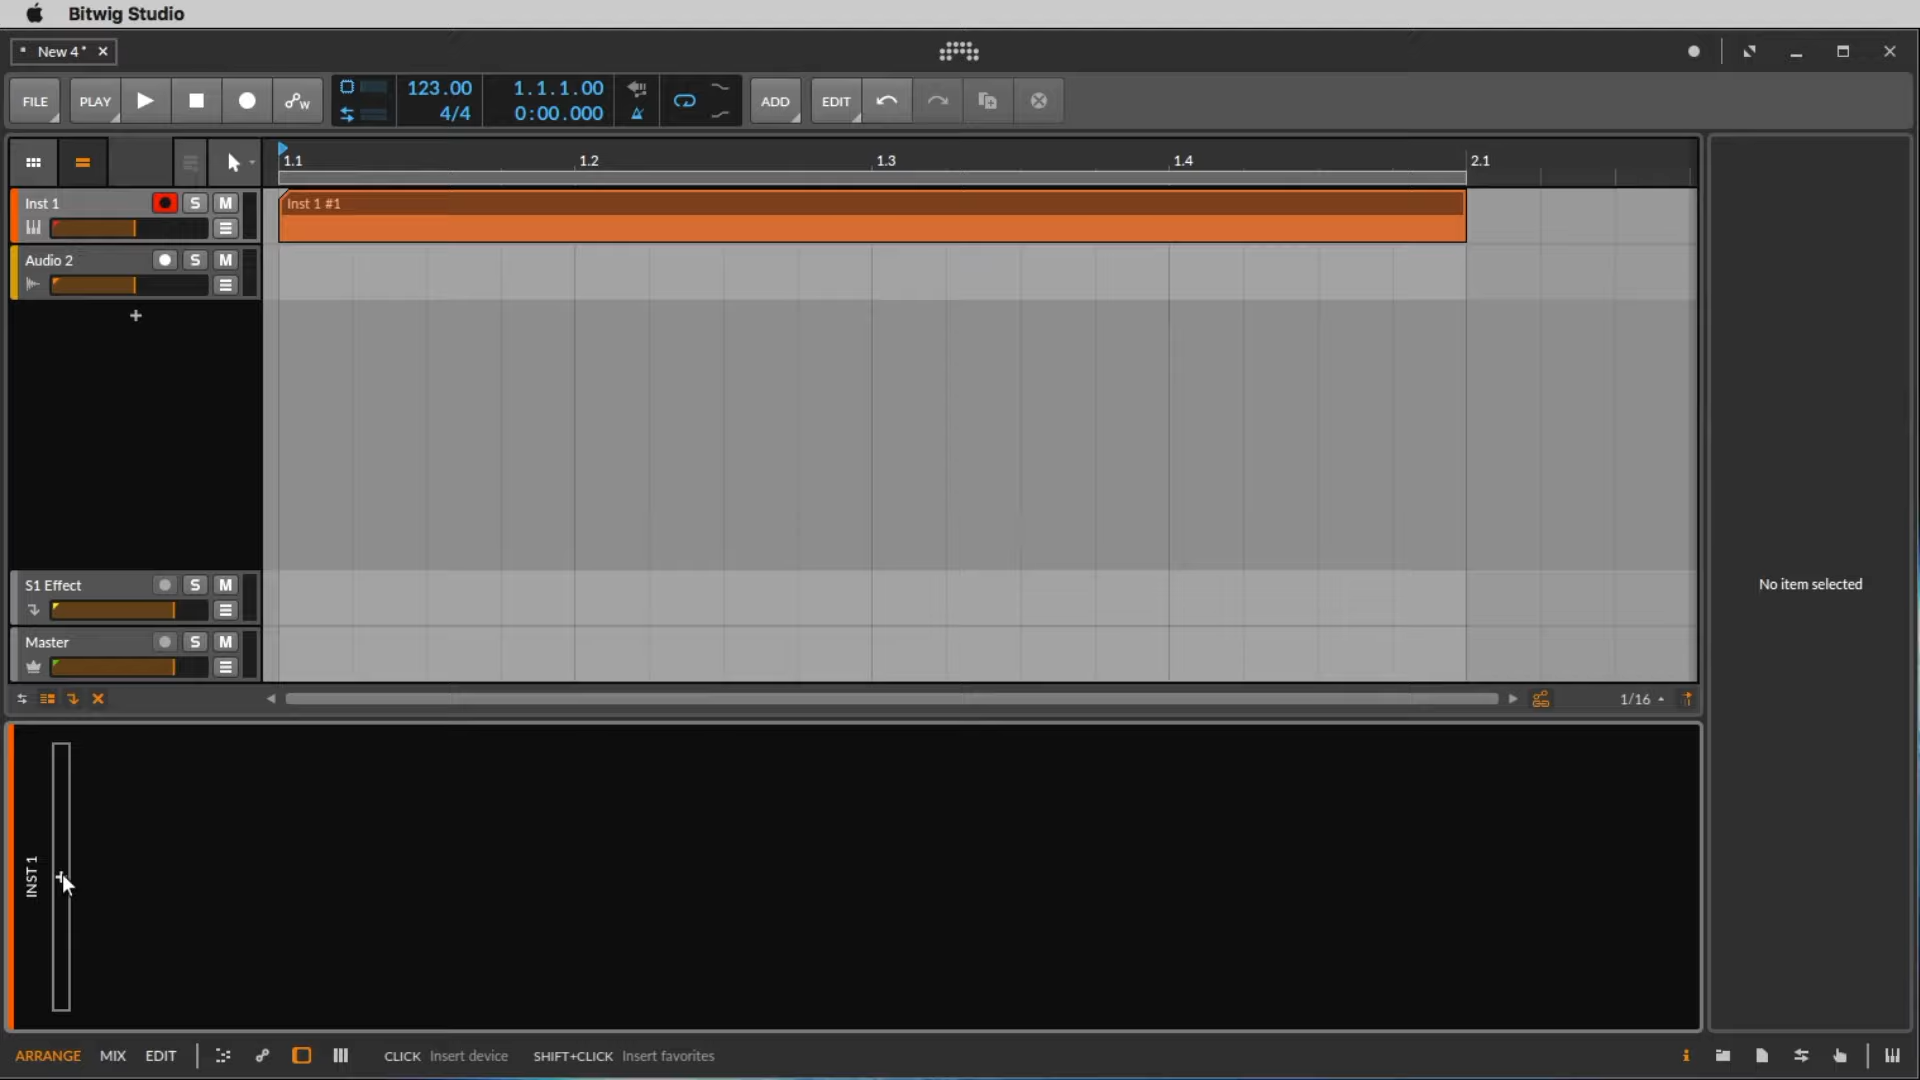 Bitwig Studio
New 4*
FILE
PLAY
W
123.00
4/4
1.1.1.00
0:00.000
ADD
EDIT
1.1
1.2
1.3
1.4
2.1
Inst 1
S
M
Inst 1 #1
Audio 2
S
M
No item selected
S1 Effect
S
M
Master
S
M
1/16
INST 1
ARRANGE
MIX
EDIT
CLICK Insert device
SHIFT+CLICK Insert favorites